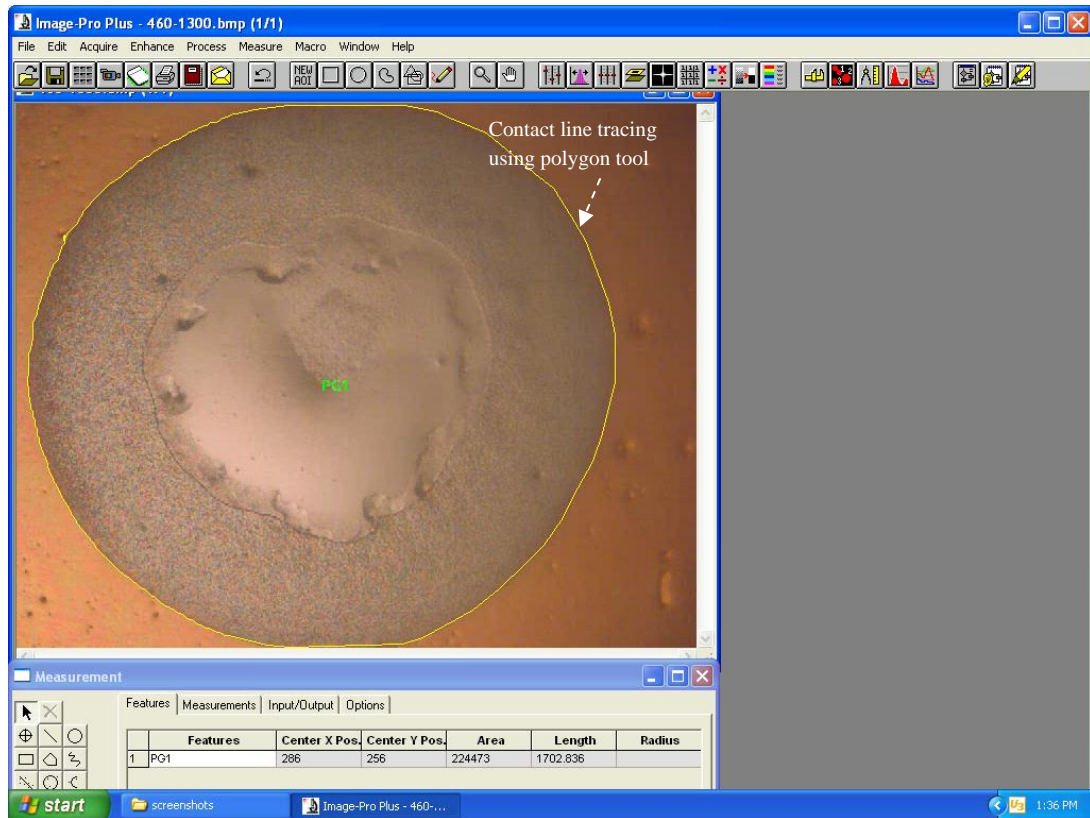 Image-Pro Plus - 460-1300.bmp (1/1)
File Edit Acquire Enhance Process Measure Macro Window Help
NEW
AOI
Contact line tracing
using polygon tool
PG1
Measurement
Features Measurements Input/Output Options
Features Center X Pos. Center Y Pos. Area Length Radius
1 PG1 286 256 224473 1702.836
start screenshots Image-Pro Plus - 460-... 1:36 PM